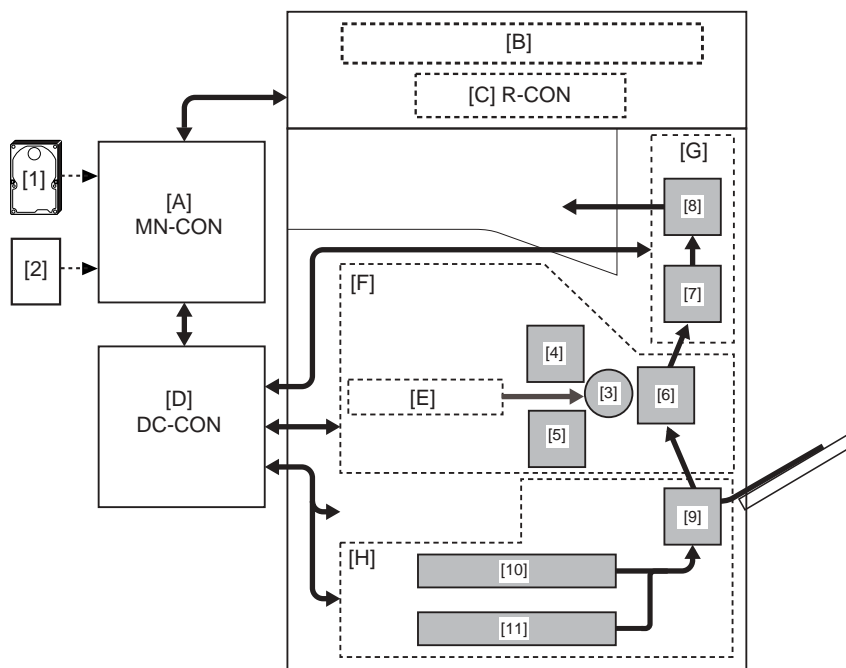 [B]
[C] R-CON
[1]
[A]
MN-CON
[2]
[G]
[8]
[7]
[F]
[4]
[3]
[6]
[E]
[5]
[D]
DC-CON
[9]
[H]
[10]
[11]